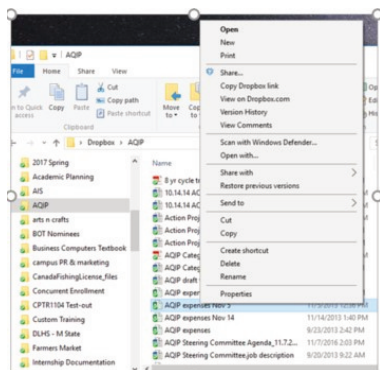 AQIP
File Home Share View
Copy
Paste
Cut
Copy path
Paste shortcut
Move to
Clipboard
Dropbox › AQIP
Open
New
Print
Share...
Copy Dropbox link
View on Dropbox.com
Version History
View Comments
Scan with Windows Defender...
Open with...
Share with
Restore previous versions
Send to
Cut
Copy
Create shortcut
Delete
Rename
Properties
2017 Spring
Academic Planning
AIS
AQIP
arts n crafts
BOT Nominees
Business Computers Textbook
campus PR & marketing
CanadaFishingLicense_files
Concurrent Enrollment
CPTR1104 Test-out
Custom Training
DLHS - M State
Farmers Market
Internship Documentation
Name
8 yr cycle
10.14.14 AC
10.14.14 AQ
Action Proj
Action Proj
Action Proj
AQIP Categ
AQIP Categ
AQIP draft
AQIP expen
AQIP expenses Nov 3
AQIP expenses Nov 14 11/14/2013 1:40 PM
AQIP expenses 9/23/2013 2:42 PM
AQIP Steering Committee Agenda_11.7.2... 11/7/2016 2:03 PM
AQIP Steering Committee.job description 9/20/2013 9:22 AM